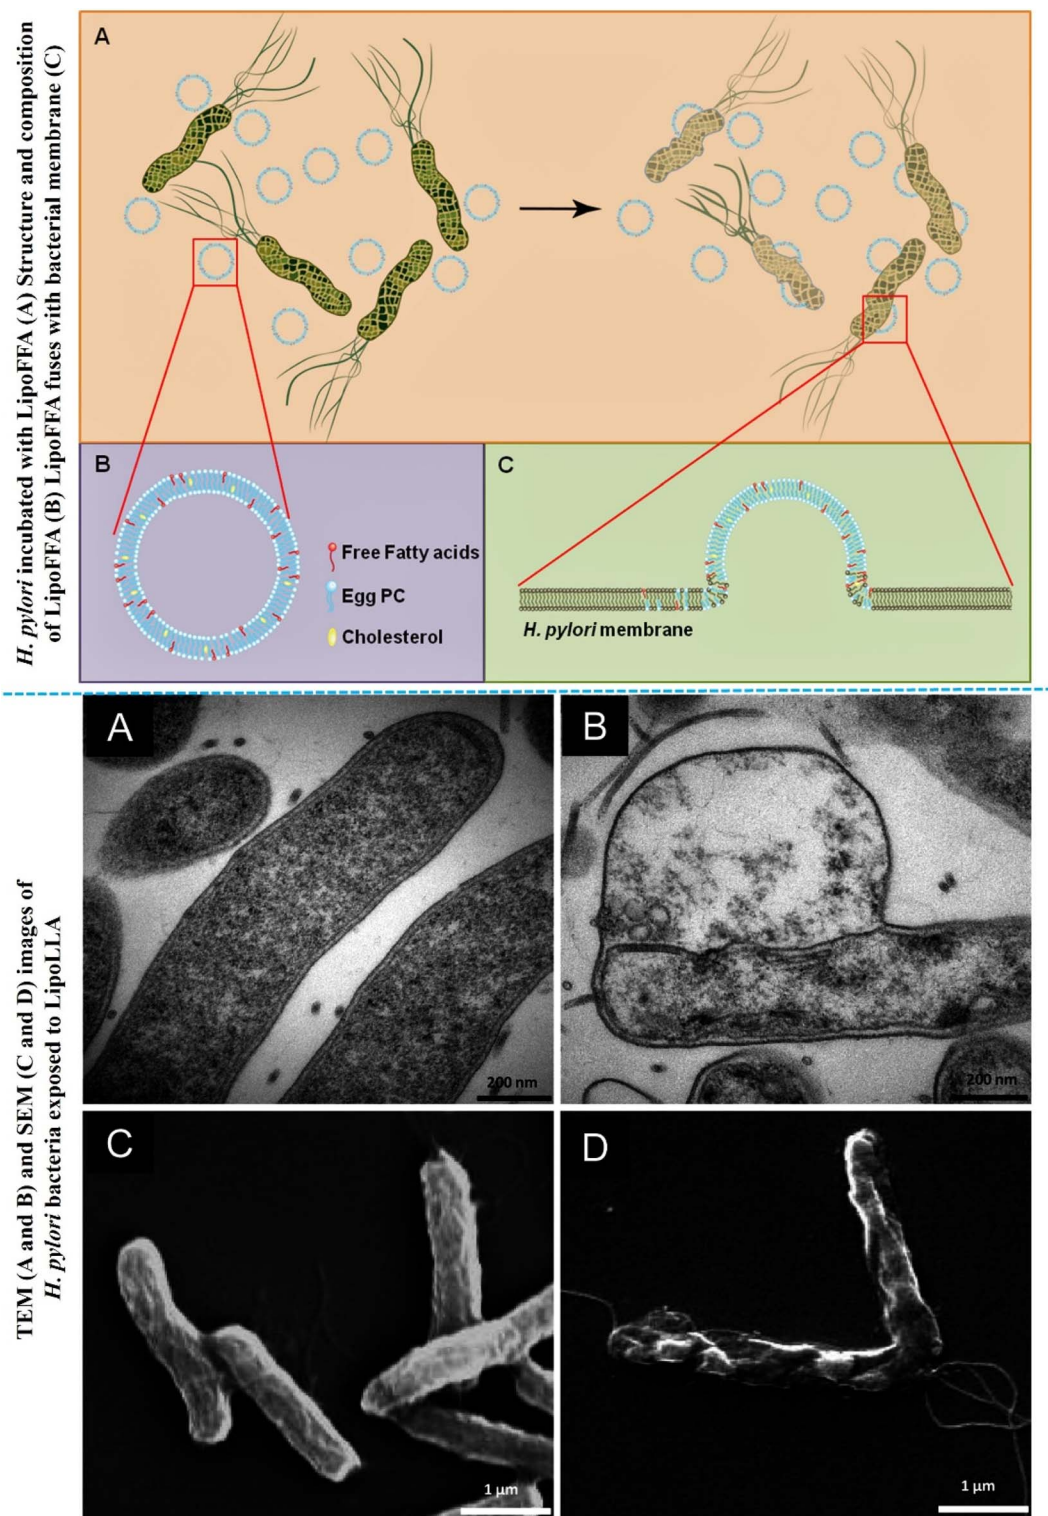 H. pylori incubated with LipoFFA (A) Structure and composition
of LipoFFA (B) LipoFFA fuses with bacterial membrane (C)
A
B
Free Fatty acids
Egg PC
Cholesterol
C
H. pylori membrane
TEM (A and B) and SEM (C and D) images of
H. pylori bacteria exposed to LipoLLA
A
200 nm
B
200 nm
C
1 µm
D
1 µm